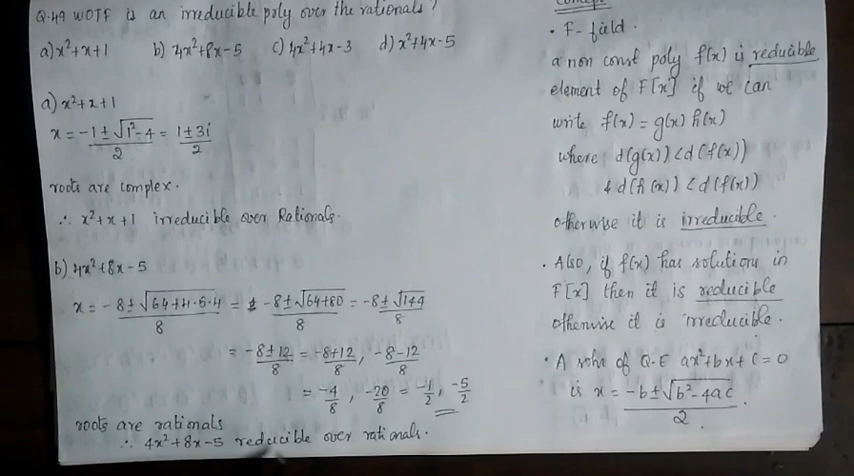 Q.49 WOTF is an irreducible poly over the rationals?
a) x²+x+1 b) 4x²+8x-5 c) 4x²+4x-3 d) x²+4x-5
a) x²+x+1
x = -1±√1²-4 / 2 = 1±3i / 2
roots are complex.
∴ x²+x+1 irreducible over Rationals.
b) 4x²+8x-5
x = -8±√64+4·5·4 / 8 = -8±√64+80 / 8 = -8±√144 / 8
= -8±12 / 8 = -8+12 / 8, -8-12 / 8
= -4/8, -20/8 = -1/2, -5/2
roots are rationals
∴ 4x²+8x-5 reducible over rationals.
Concept
• F- field.
a non const poly f(x) is reducible
element of F[x] if we can
write f(x) = g(x) h(x)
where d(g(x)) < d(f(x))
& d(h(x)) < d(f(x))
otherwise it is irreducible.
• Also, if f(x) has solutions in
F[x] then it is reducible
otherwise it is irreducible.
• A soln of Q.E ax²+bx+c=0
is x = -b±√b²-4ac / 2.